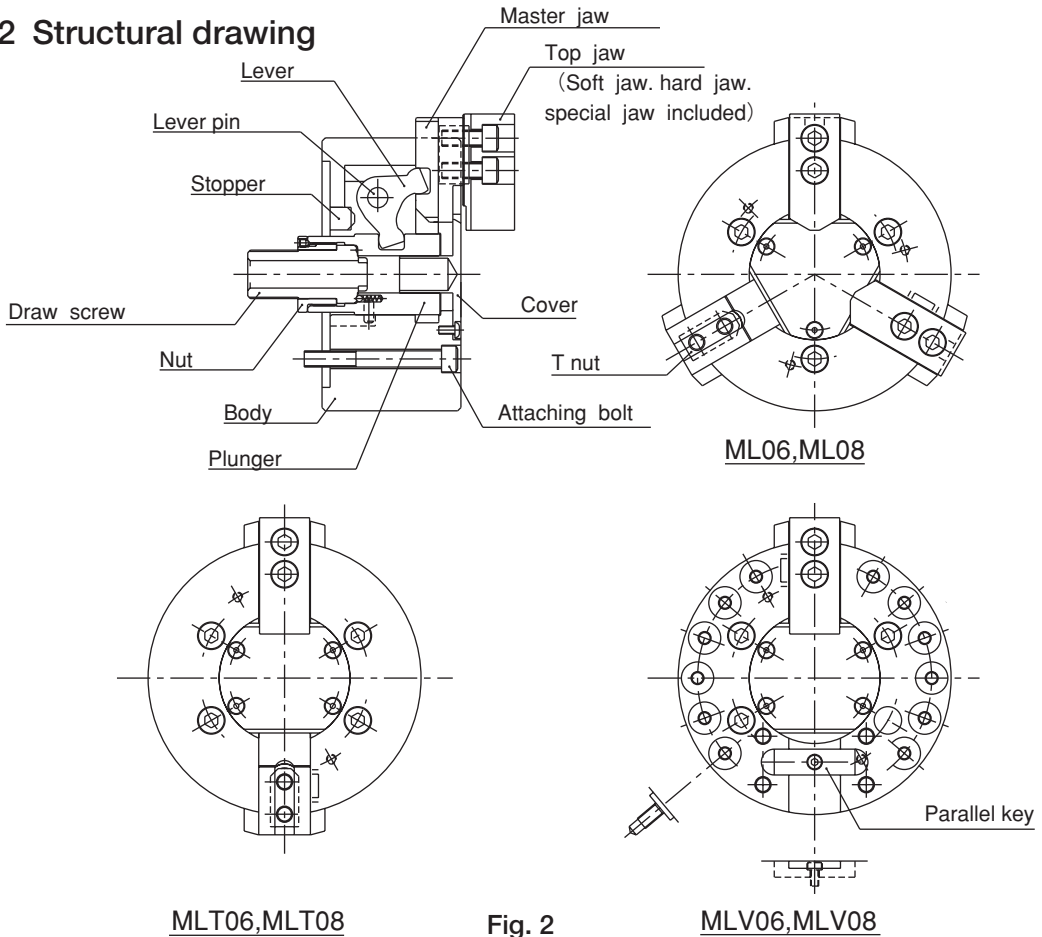 2 Structural drawing
Master jaw
Top jaw
（Soft jaw. hard jaw.
special jaw included）
Lever
Lever pin
Stopper
Draw screw
Nut
Body
Plunger
Cover
Attaching bolt
T nut
ML06,ML08
Parallel key
MLT06,MLT08
Fig. 2
MLV06,MLV08